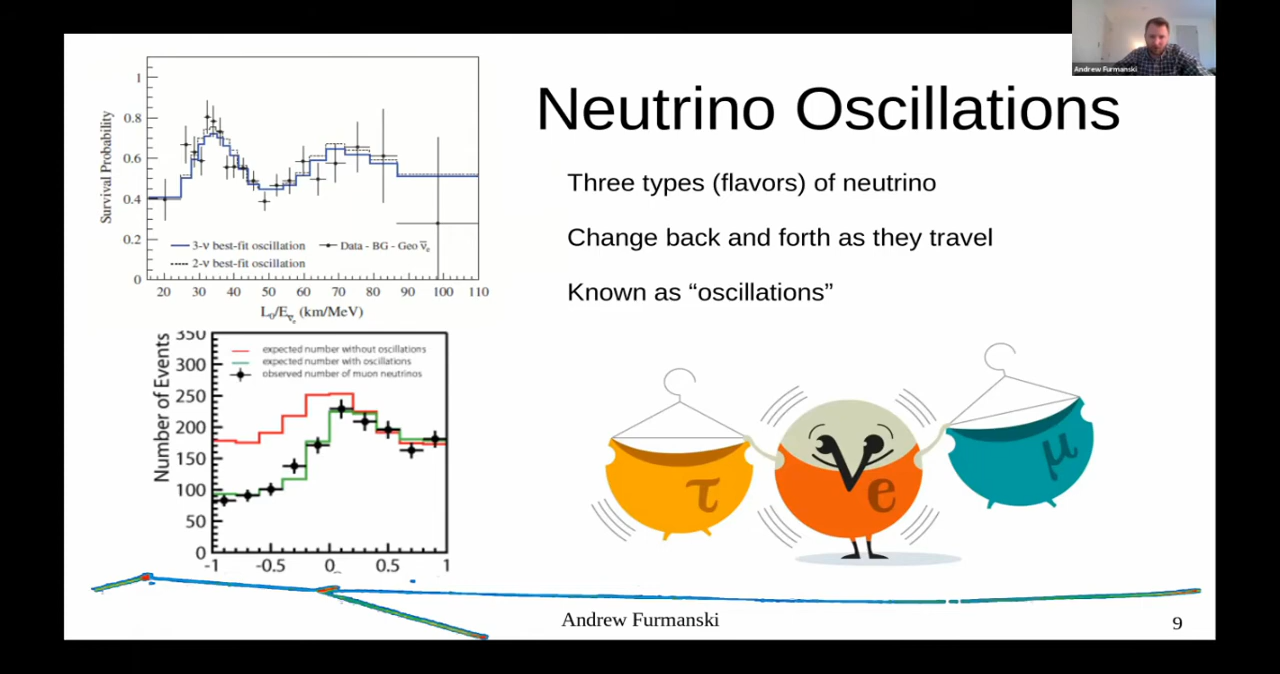 Andrew Furmanski
Neutrino Oscillations
Three types (flavors) of neutrino
Change back and forth as they travel
Known as “oscillations”
Survival Probability
1
0.8
0.6
0.4
0.2
0
3-ν best-fit oscillation
Data - BG - Geo ν̄e
2-ν best-fit oscillation
20 30 40 50 60 70 80 90 100 110
L₀/Eν̄e (km/MeV)
Number of Events
350
300
250
200
150
100
50
0
expected number without oscillations
expected number with oscillations
observed number of muon neutrinos
-1 -0.5 0 0.5 1
τ
ν
e
μ
Andrew Furmanski
9